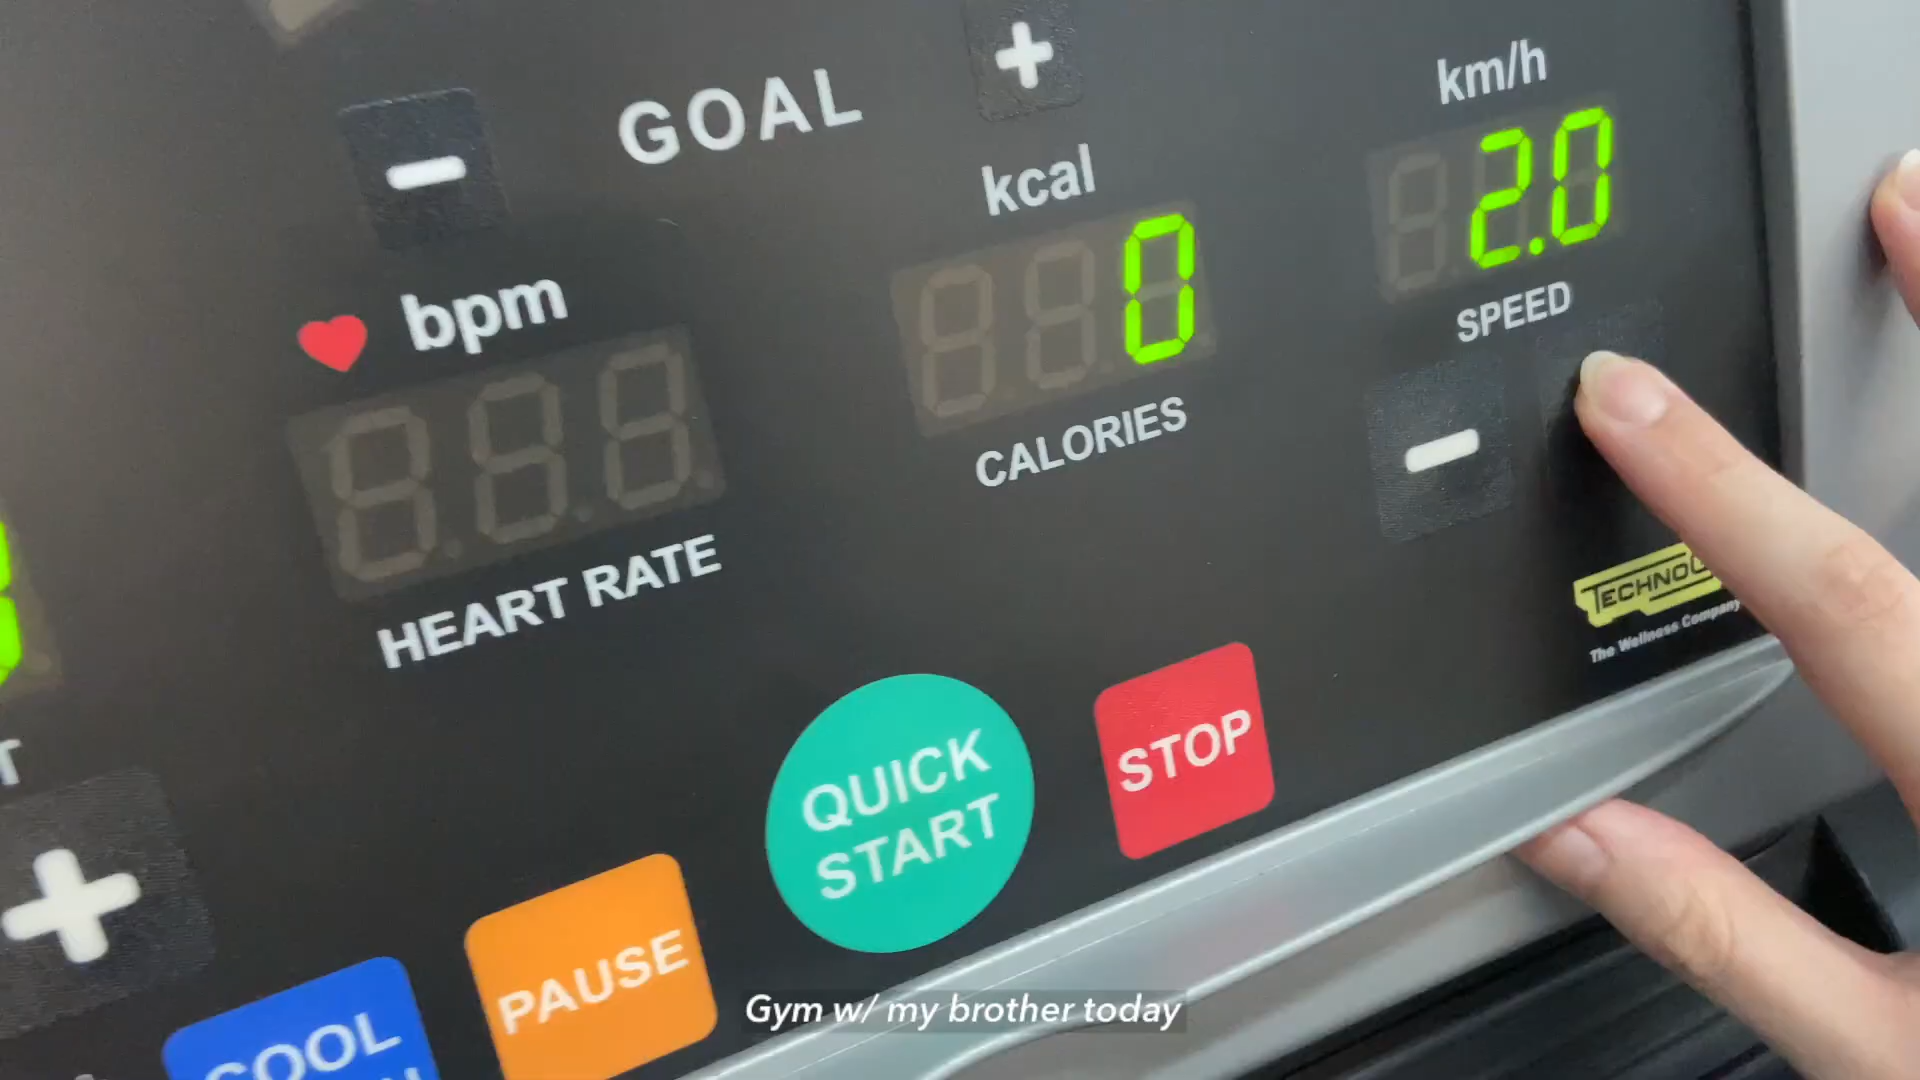 GOAL
+
km/h
-
kcal
2.0
bpm
0
SPEED
CALORIES
-
HEART RATE
The Wellness Company
QUICK
START
STOP
+
PAUSE
COOL
Gym w/ my brother today